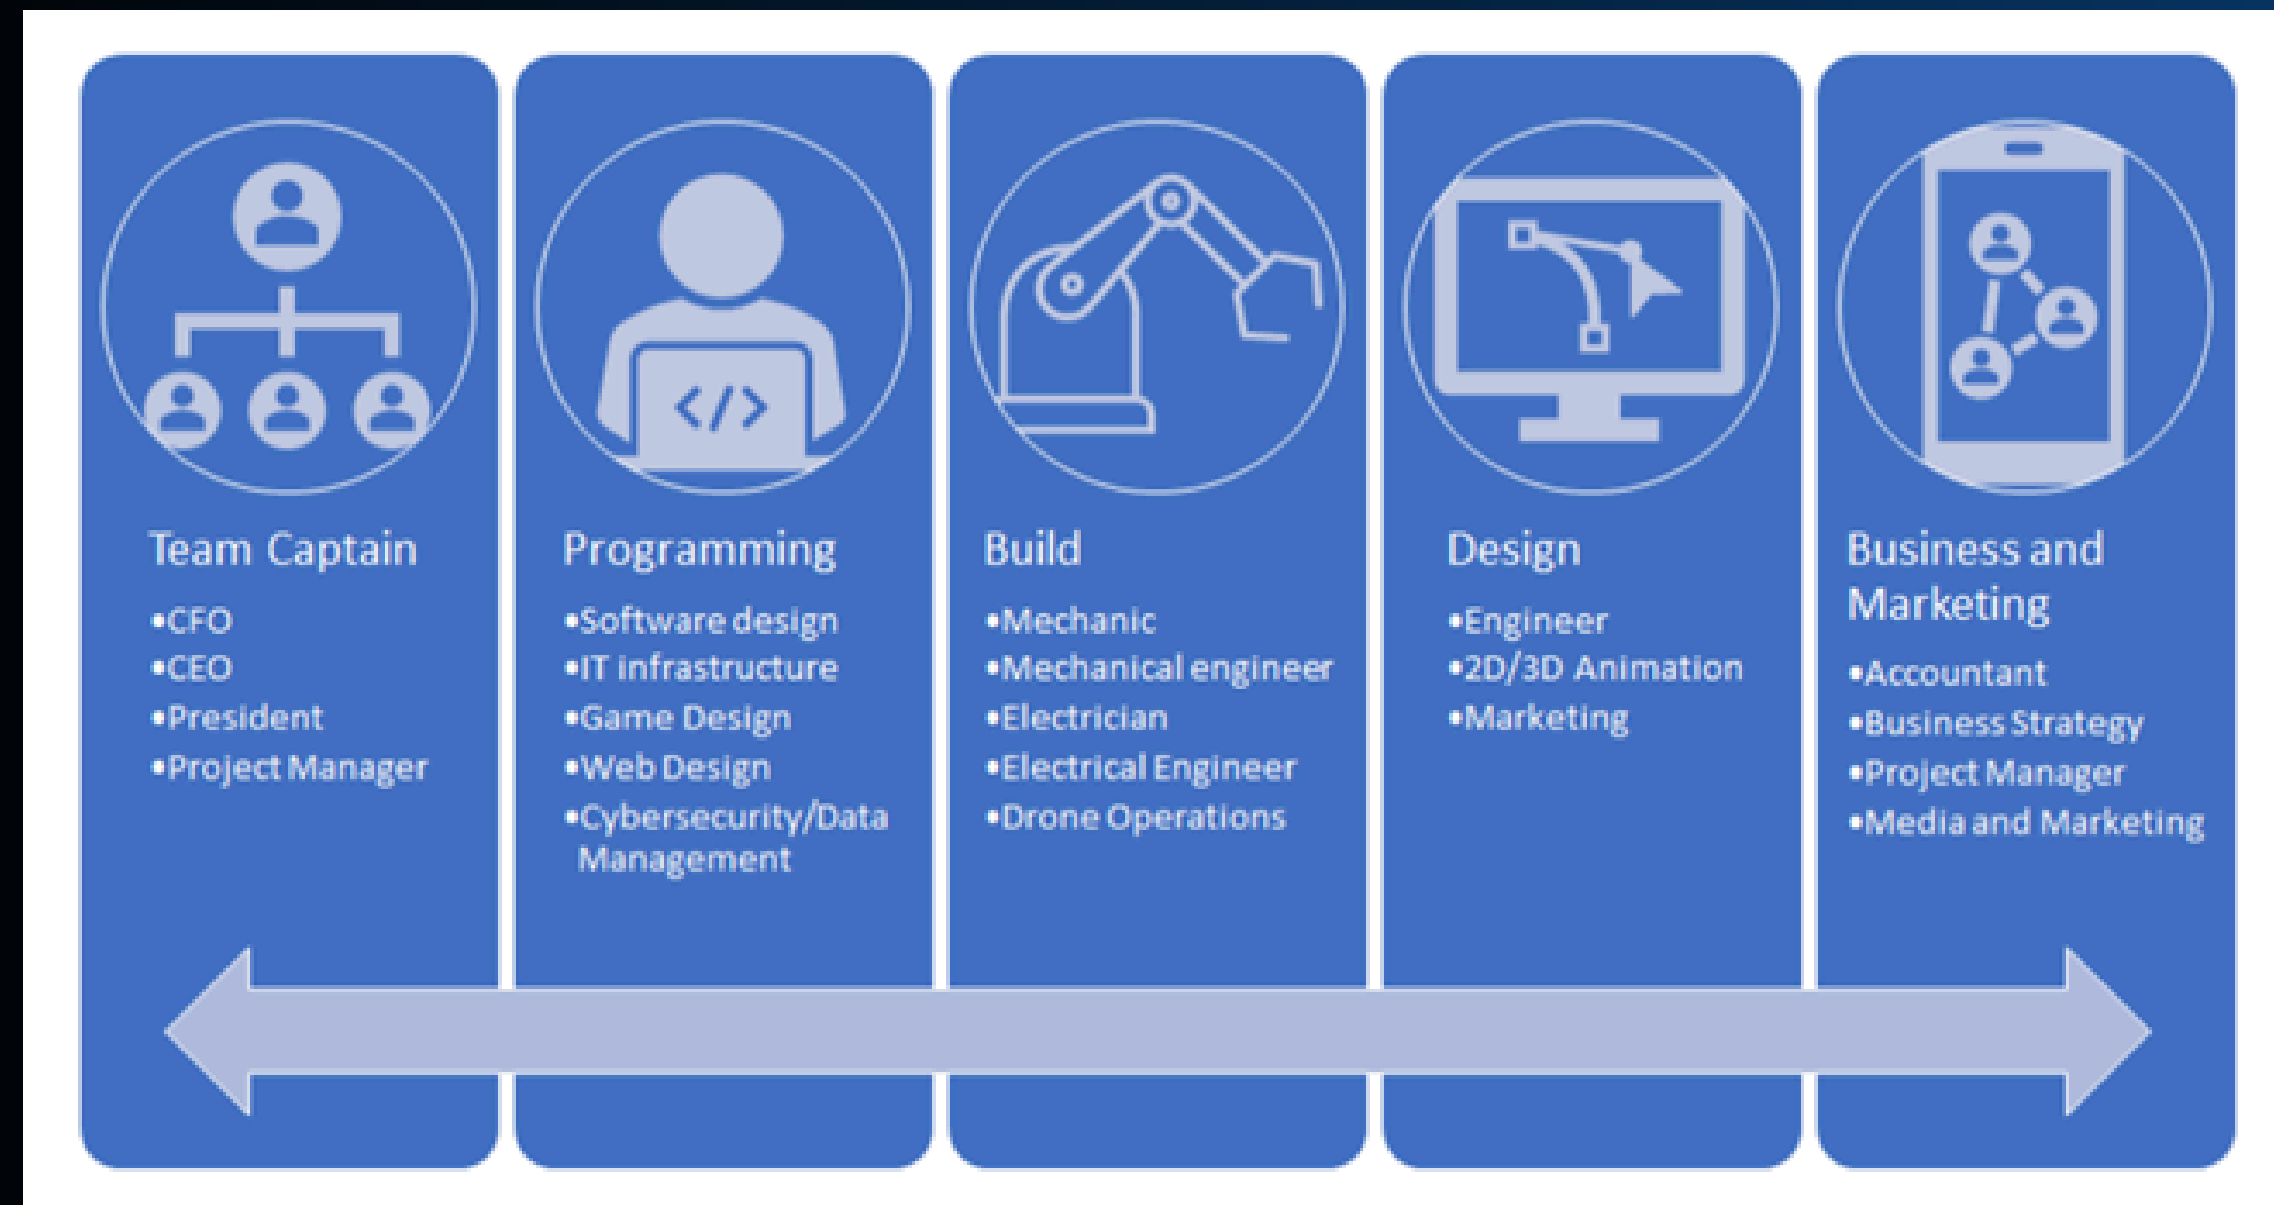 </>
Team Captain
•CFO
•CEO
•President
•Project Manager
Programming
•Software design
•IT infrastructure
•Game Design
•Web Design
•Cybersecurity/Data
Management
Build
•Mechanic
•Mechanical engineer
•Electrician
•Electrical Engineer
•Drone Operations
Design
•Engineer
•2D/3D Animation
•Marketing
Business and
Marketing
•Accountant
•Business Strategy
•Project Manager
•Media and Marketing